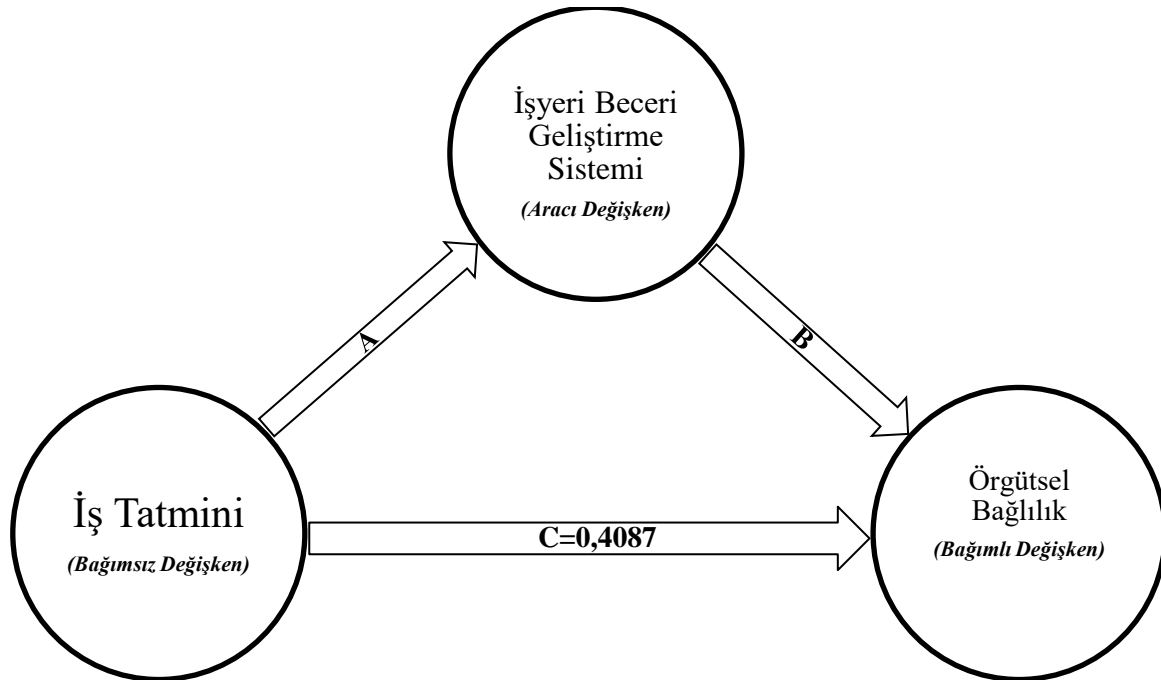 İşyeri Beceri
Geliştirme
Sistemi
(Aracı Değişken)
A
B
İş Tatmini
(Bağımsız Değişken)
C=0,4087
Örgütsel
Bağlılık
(Bağımlı Değişken)